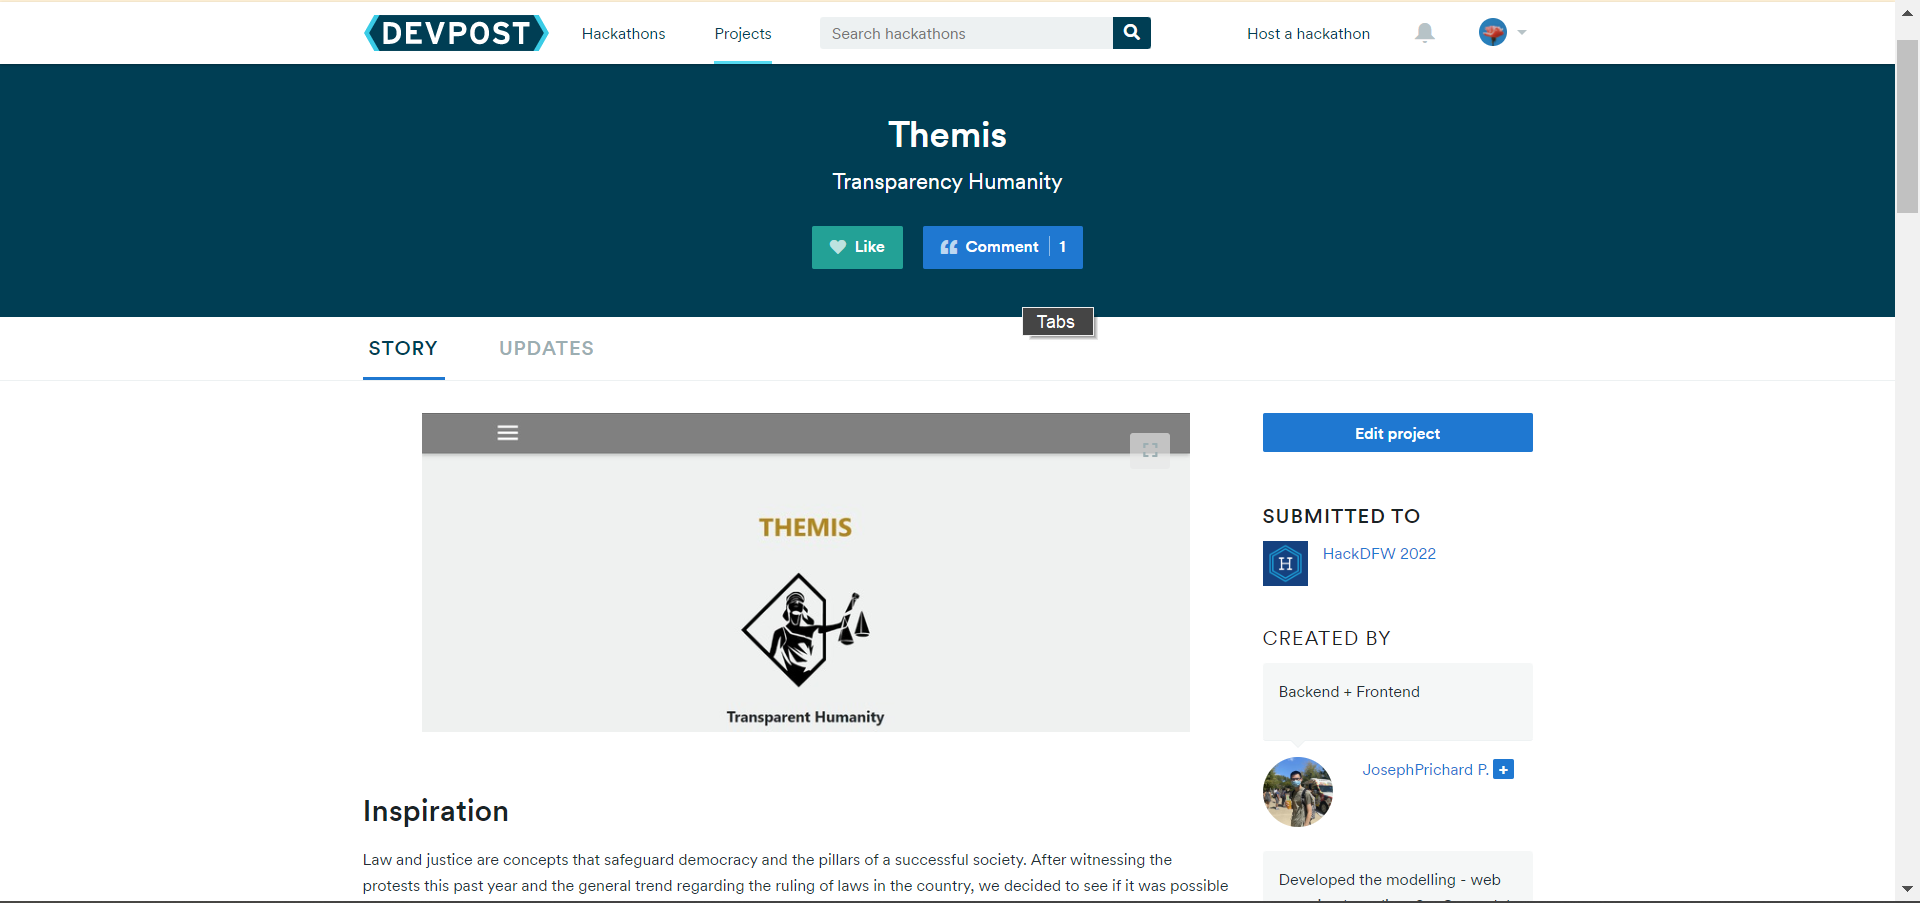 DEVPOST
Hackathons
Projects
Search hackathons
Host a hackathon
Themis
Transparency Humanity
Like
Comment 1
Tabs
STORY
UPDATES
THEMIS
Transparent Humanity
Inspiration
Law and justice are concepts that safeguard democracy and the pillars of a successful society. After witnessing the
protests this past year and the general trend regarding the ruling of laws in the country, we decided to see if it was possible
Edit project
SUBMITTED TO
H
HackDFW 2022
CREATED BY
Backend + Frontend
JosephPrichard P.
Developed the modelling - web